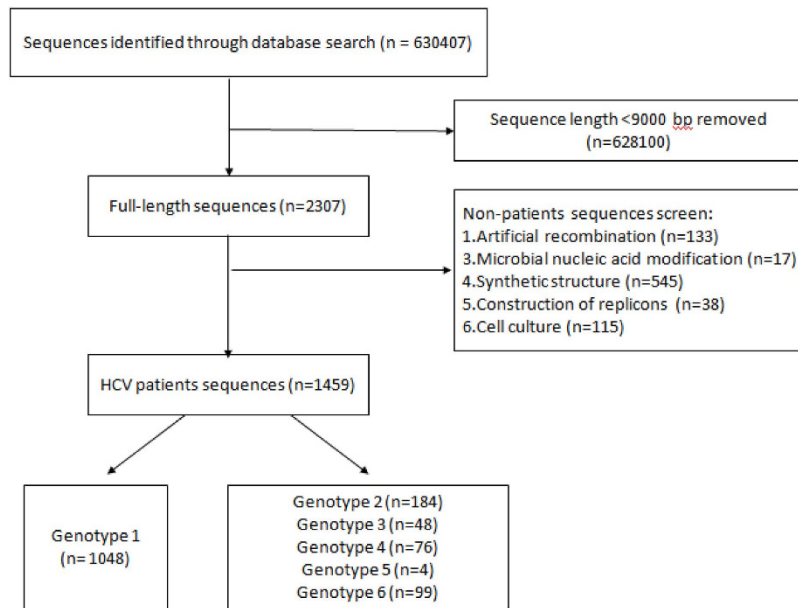 Sequences identified through database search (n = 630407)
Sequence length <9000 bp removed
(n=628100)
Full-length sequences (n=2307)
Non-patients sequences screen:
1.Artificial recombination (n=133)
3.Microbial nucleic acid modification (n=17)
4.Synthetic structure (n=545)
5.Construction of replicons (n=38)
6.Cell culture (n=115)
HCV patients sequences (n=1459)
Genotype 1
(n= 1048)
Genotype 2 (n=184)
Genotype 3 (n=48)
Genotype 4 (n=76)
Genotype 5 (n=4)
Genotype 6 (n=99)